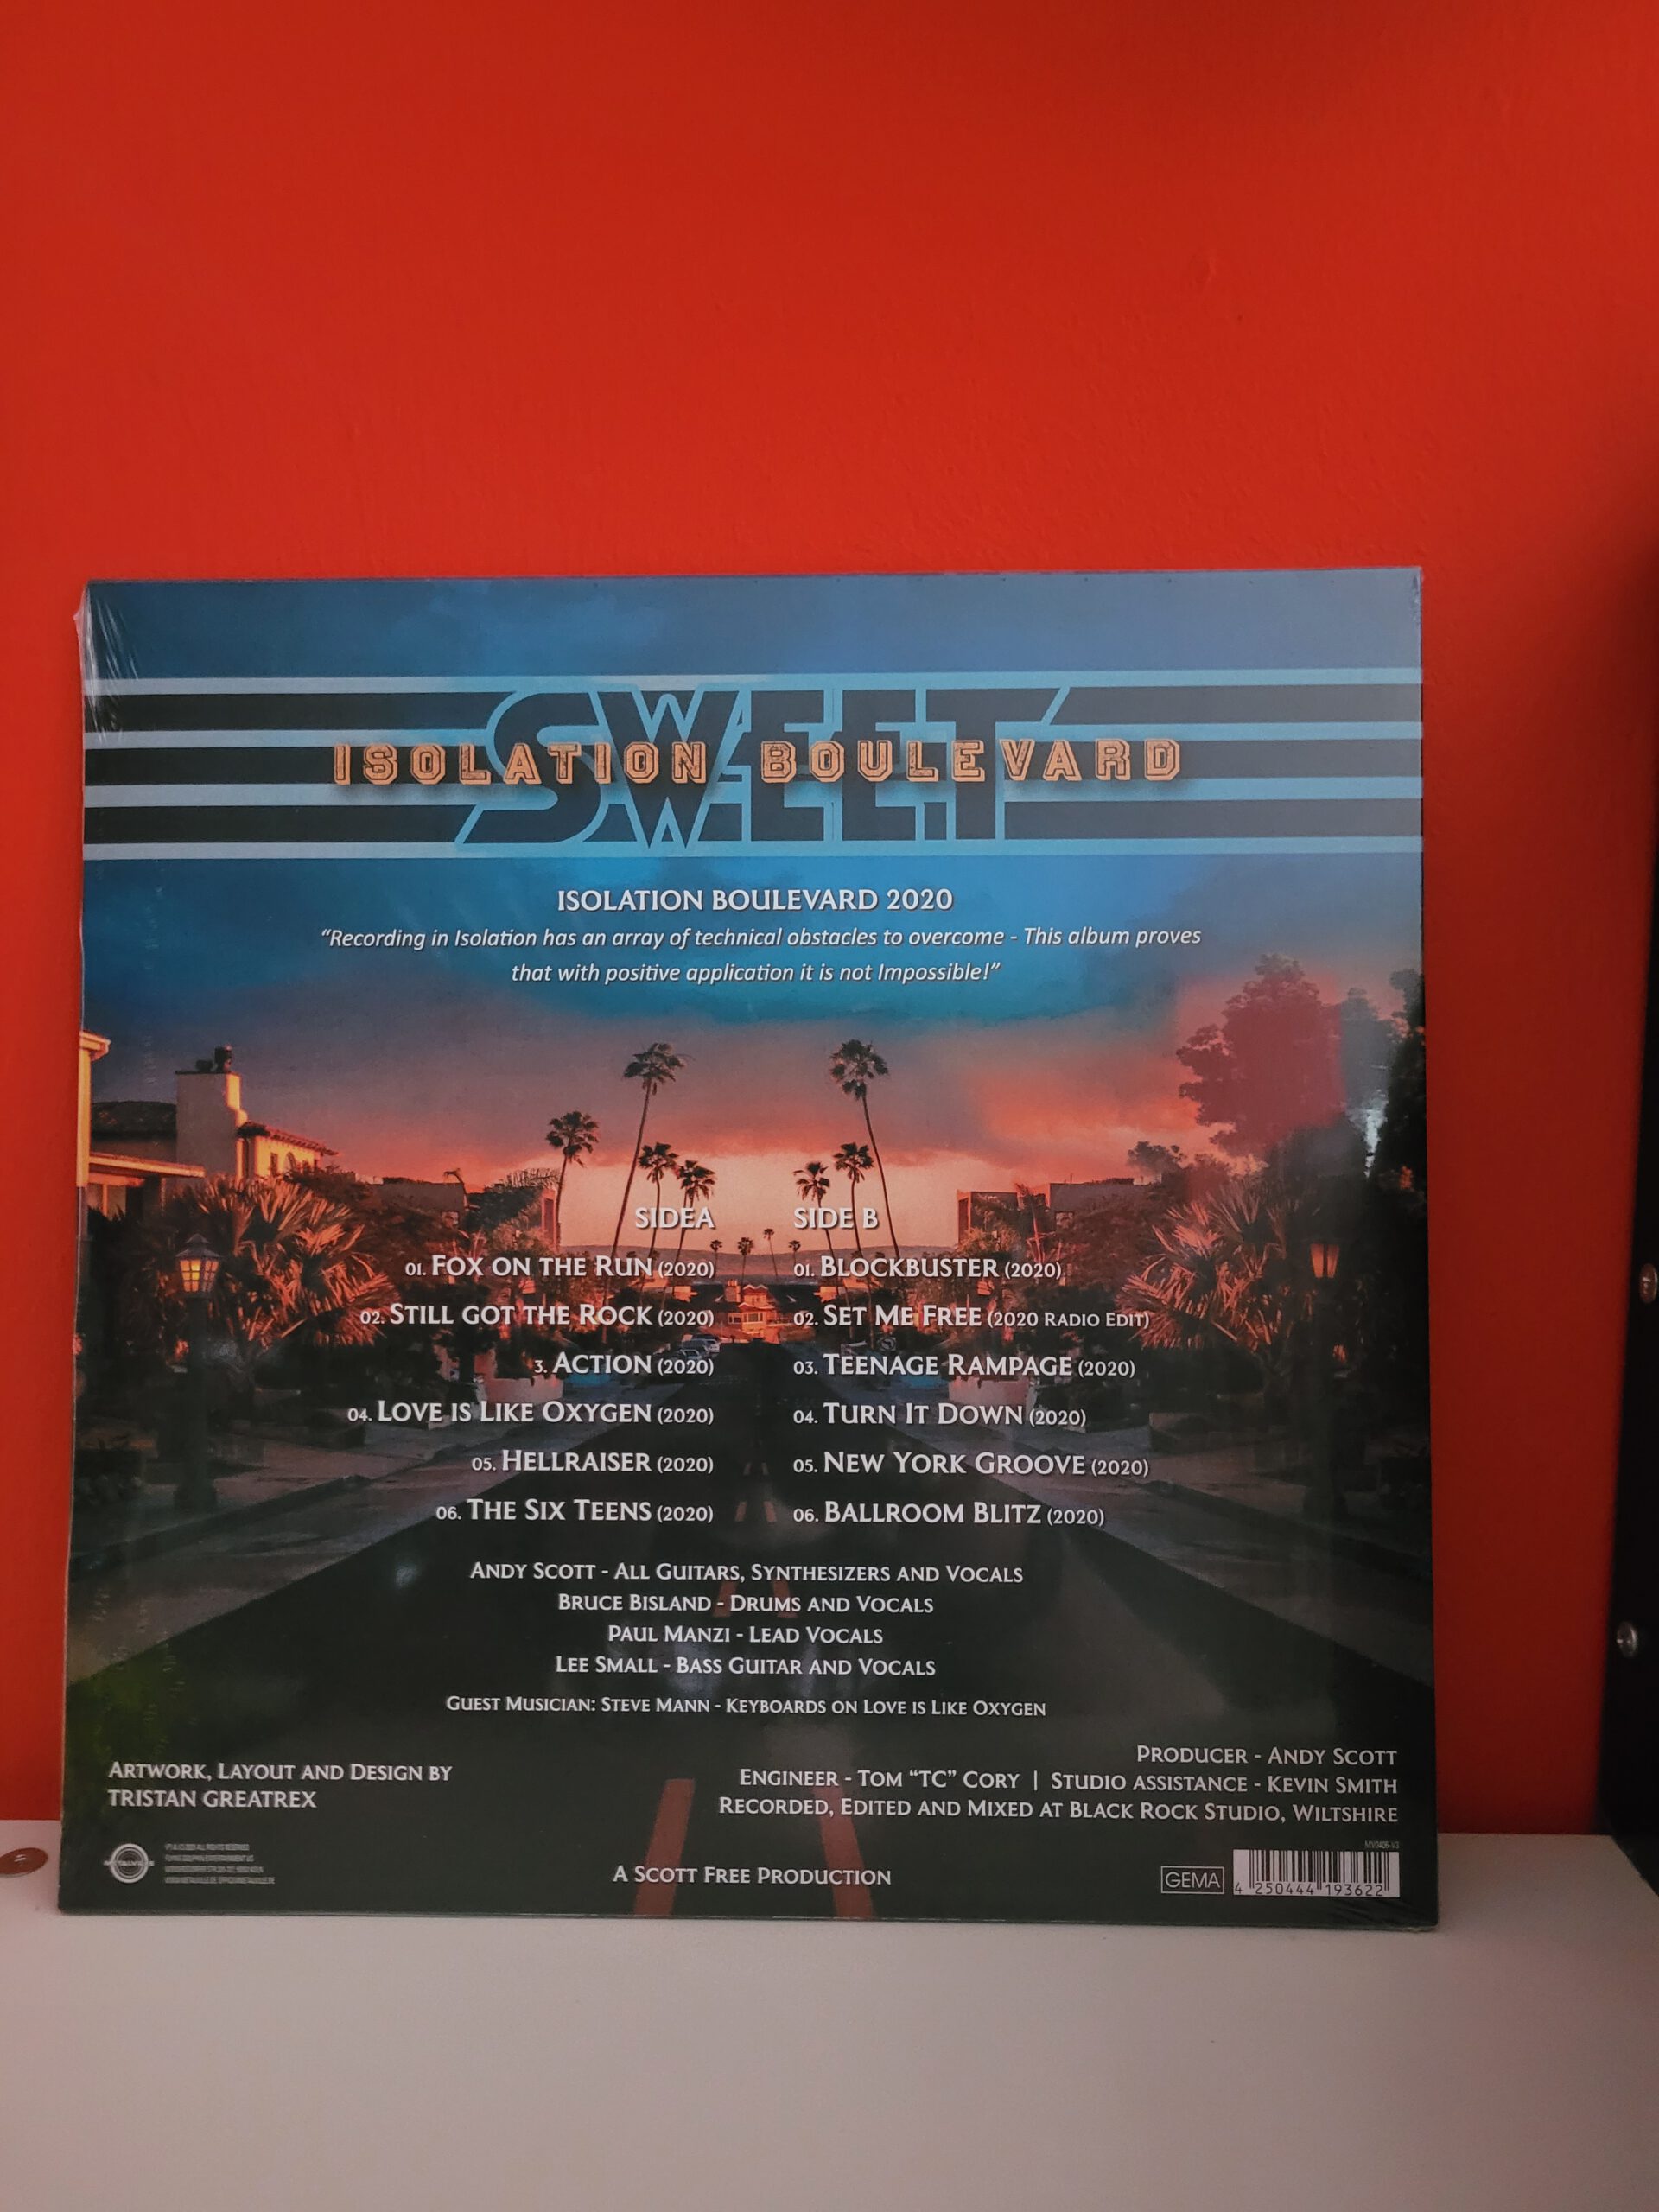 SWEET
ISOLATION BOULEVARD
ISOLATION BOULEVARD 2020
“Recording in Isolation has an array of technical obstacles to overcome - This album proves
that with positive application it is not Impossible!”
SIDEA
01. FOX ON THE RUN (2020)
02. STILL GOT THE ROCK (2020)
3. ACTION (2020)
04. LOVE IS LIKE OXYGEN (2020)
05. HELLRAISER (2020)
06. THE SIX TEENS (2020)
SIDE B
01. BLOCKBUSTER (2020)
02. SET ME FREE (2020 RADIO EDIT)
03. TEENAGE RAMPAGE (2020)
04. TURN IT DOWN (2020)
05. NEW YORK GROOVE (2020)
06. BALLROOM BLITZ (2020)
ANDY SCOTT - ALL GUITARS, SYNTHESIZERS AND VOCALS
BRUCE BISLAND - DRUMS AND VOCALS
PAUL MANZI - LEAD VOCALS
LEE SMALL - BASS GUITAR AND VOCALS
GUEST MUSICIAN: STEVE MANN - KEYBOARDS ON LOVE IS LIKE OXYGEN
ARTWORK, LAYOUT AND DESIGN BY
TRISTAN GREATREX
PRODUCER - ANDY SCOTT
ENGINEER - TOM “TC” CORY | STUDIO ASSISTANCE - KEVIN SMITH
RECORDED, EDITED AND MIXED AT BLACK ROCK STUDIO, WILTSHIRE
A SCOTT FREE PRODUCTION
GEMA
4 250444 193622